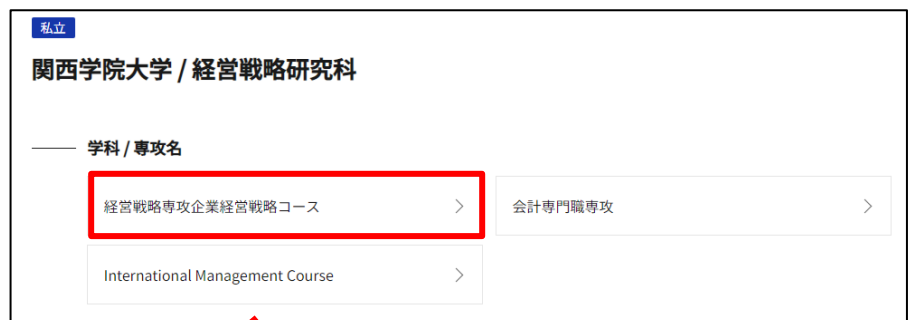 私立
関西学院大学 / 経営戦略研究科
学科 / 専攻名
経営戦略専攻企業経営戦略コース
会計専門職専攻
International Management Course